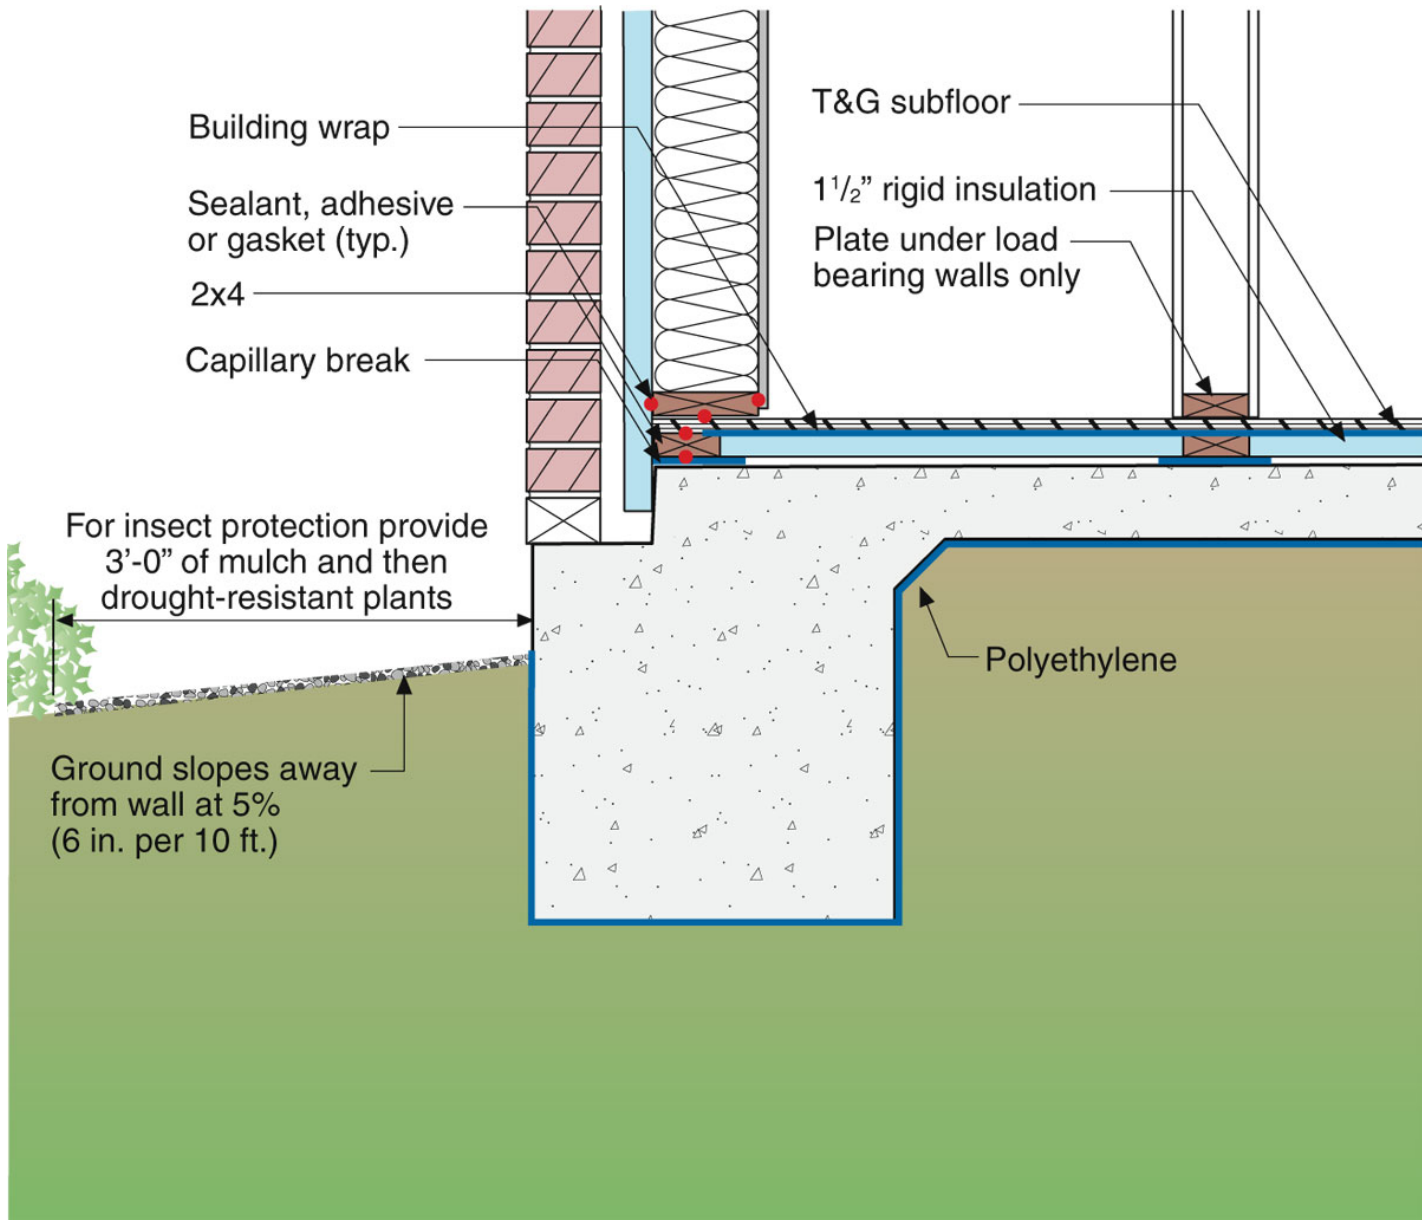 Building wrap
Sealant, adhesive
or gasket (typ.)
2x4
Capillary break
T&G subfloor
1 1/2” rigid insulation
Plate under load
bearing walls only
For insect protection provide
3’-0” of mulch and then
drought-resistant plants
Polyethylene
Ground slopes away
from wall at 5%
(6 in. per 10 ft.)